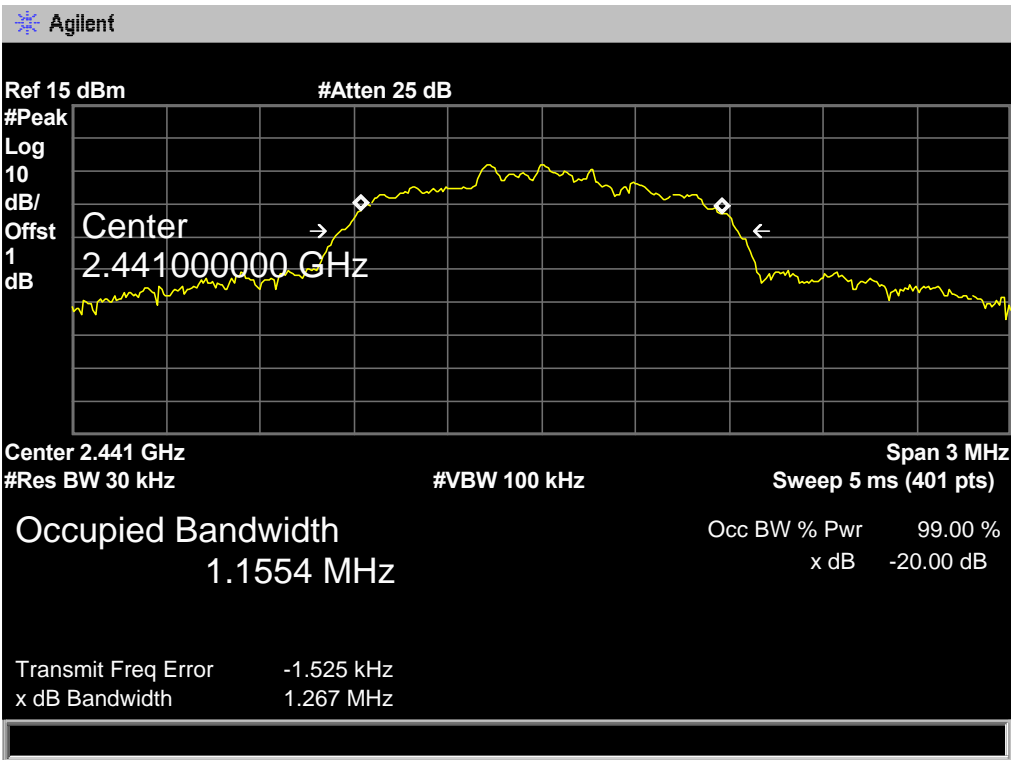 Agilent
Ref 15 dBm #Atten 25 dB
#Peak
Log
10
dB/
Offst
1
dB
Center
2.441000000 GHz
Center 2.441 GHz Span 3 MHz
#Res BW 30 kHz #VBW 100 kHz Sweep 5 ms (401 pts)
Occupied Bandwidth Occ BW % Pwr 99.00 %
1.1554 MHz x dB -20.00 dB
Transmit Freq Error -1.525 kHz
x dB Bandwidth 1.267 MHz